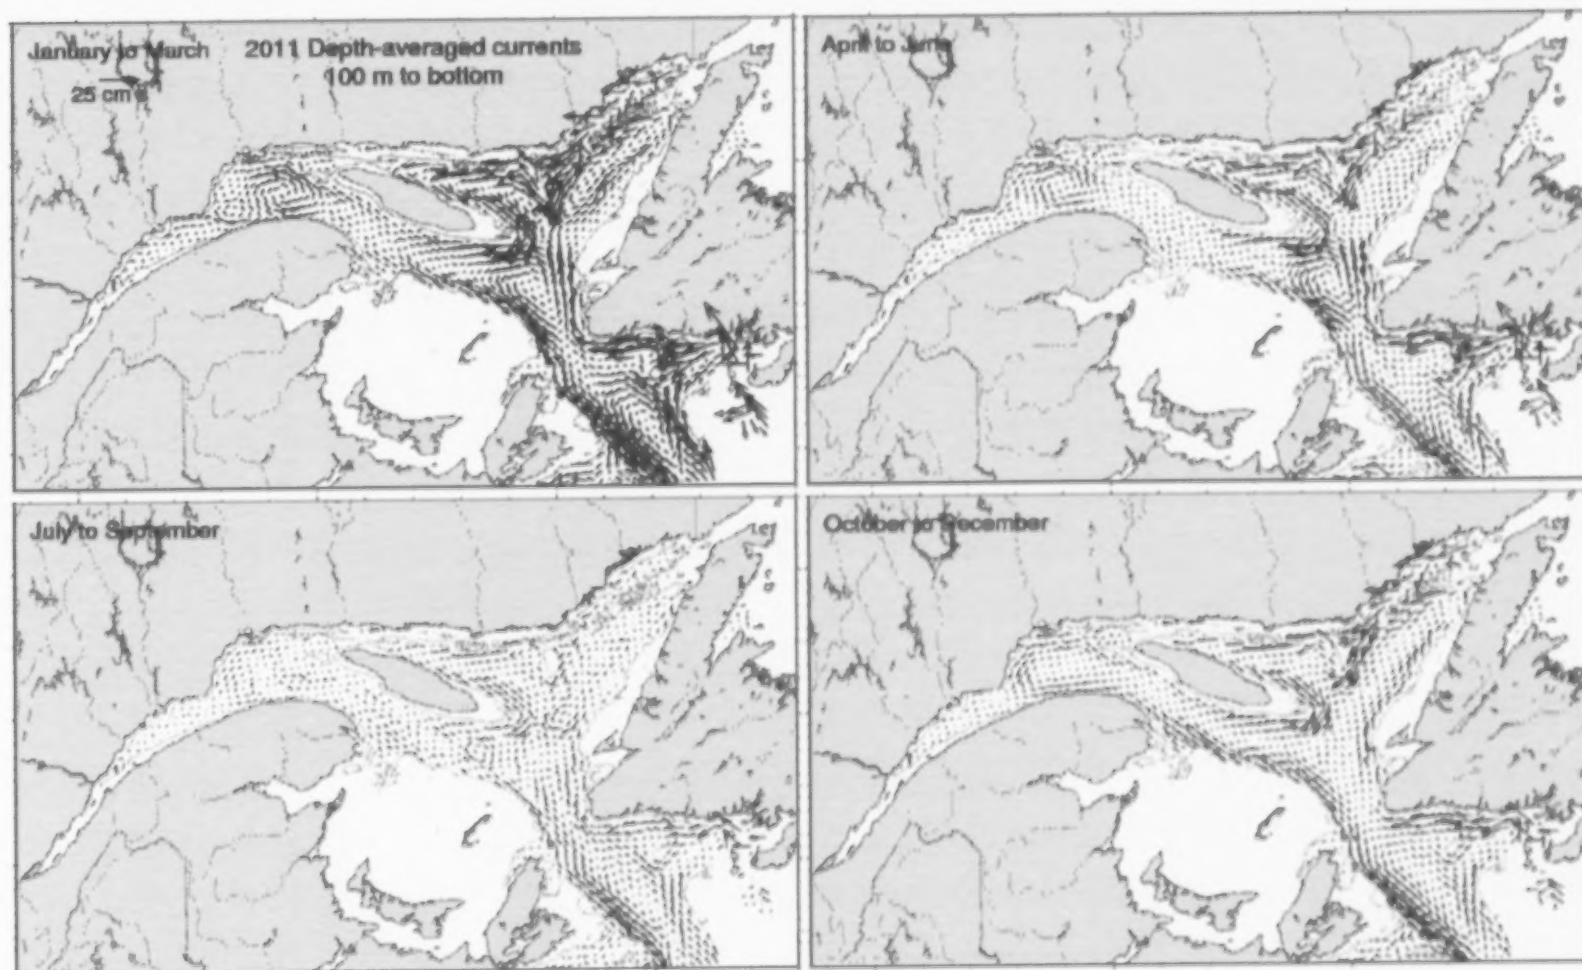 January to March
2011 Depth-averaged currents
100 m to bottom
25 cm s
April to June
July to September
October to December